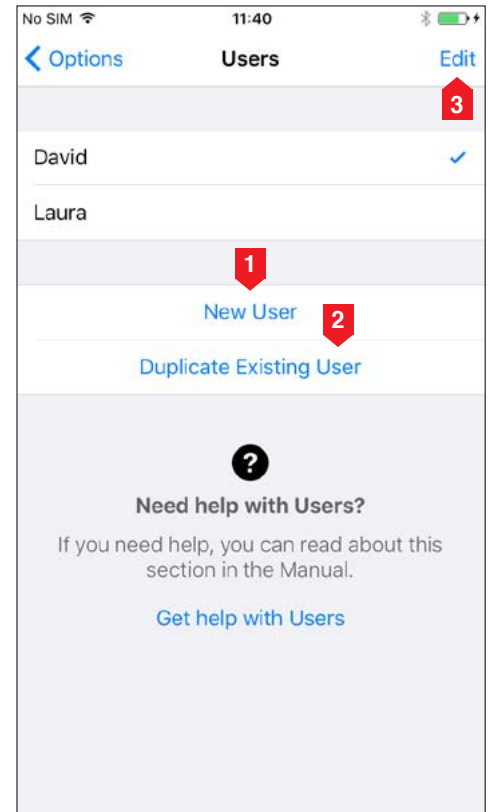 No SIM 11:40
Options Users Edit
3
David
Laura
1
New User
2
Duplicate Existing User
?
Need help with Users?
If you need help, you can read about this
section in the Manual.
Get help with Users